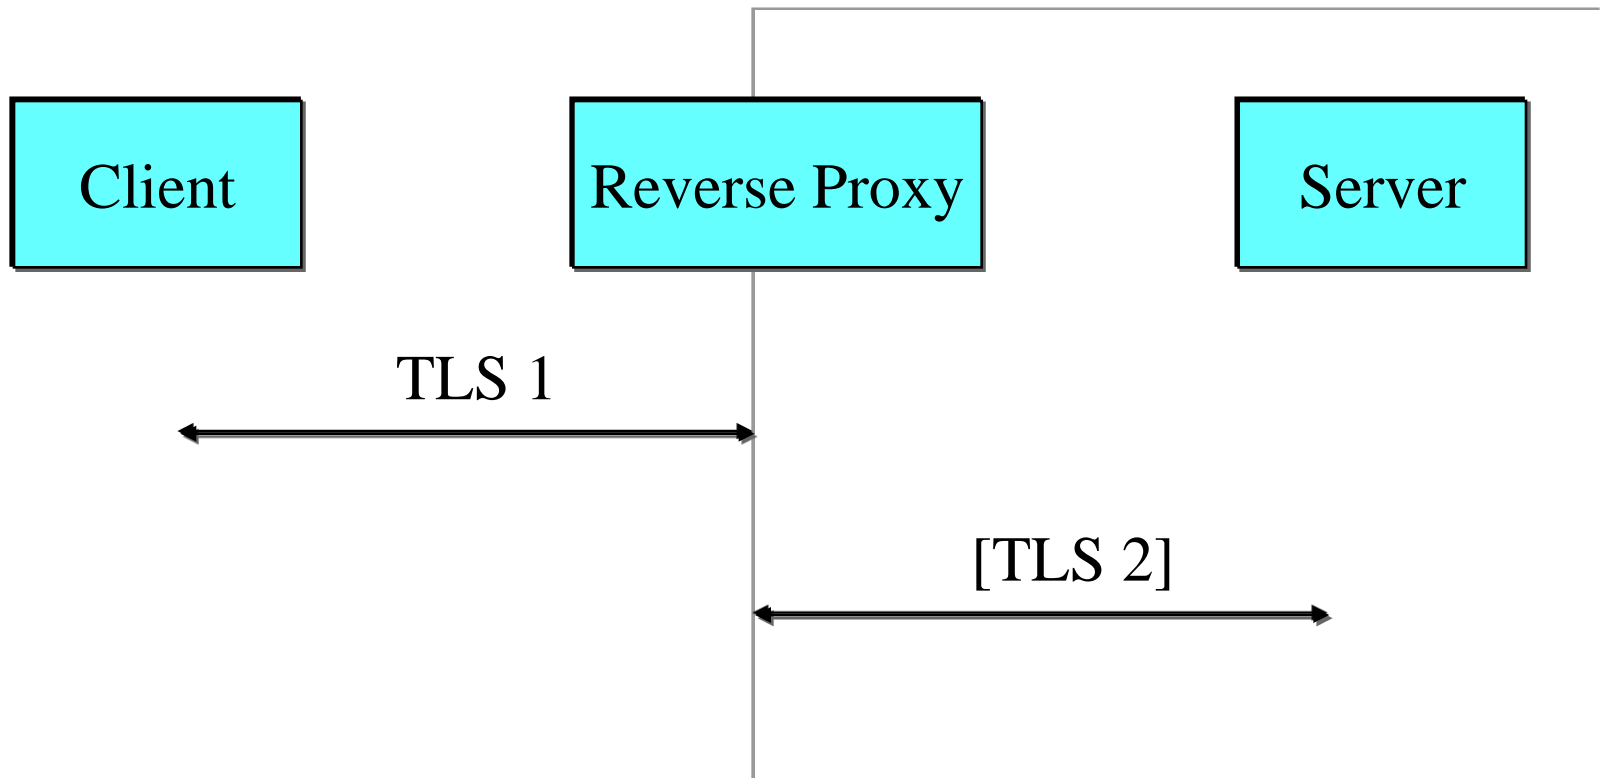 Client
Reverse Proxy
Server
TLS 1
[TLS 2]